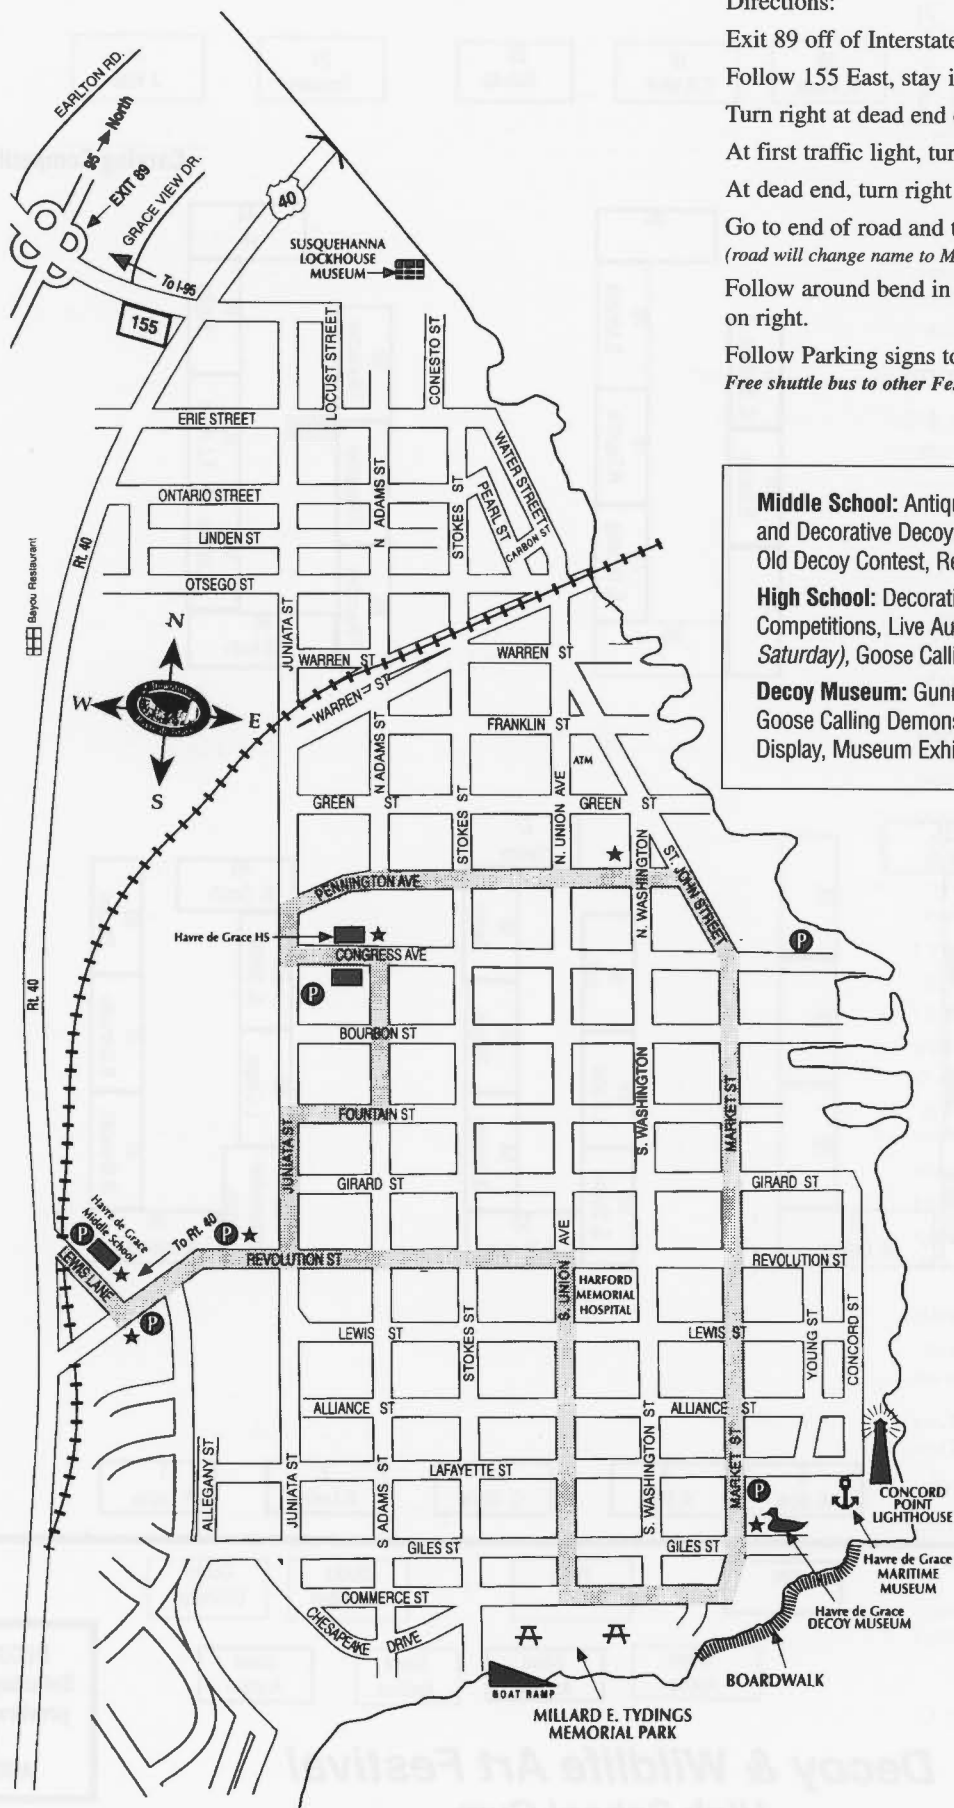 Directions:
Exit 89 off of Interstate
Follow 155 East, stay i
Turn right at dead end
At first traffic light, tur
At dead end, turn right
Go to end of road and t
(road will change name to M
Follow around bend in
on right.
Follow Parking signs to
Free shuttle bus to other Fes
Middle School: Antiq
and Decorative Decoy
Old Decoy Contest, Re
High School: Decorati
Competitions, Live Au
Saturday), Goose Calli
Decoy Museum: Gunn
Goose Calling Demons
Display, Museum Exhi
EARLTON RD.
95 North
EXIT 89
GRACE VIEW DR.
To I-95
155
40
SUSQUEHANNA
LOCKHOUSE
MUSEUM
LOCUST STREET
CONESTO ST
ERIE STREET
N ADAMS ST
STOKES ST
WATER STREET
PEARL ST
CARBON ST
ONTARIO STREET
LINDEN ST
OTSEGO ST
Rt. 40
Bayou Restaurant
N
W
E
S
JUNIATA ST
WARREN ST
WARREN ST
WARREN ST
FRANKLIN ST
N ADAMS ST
ATM
GREEN ST
STOKES ST
N. UNION AVE
GREEN ST
PENNINGTON AVE
N. WASHINGTON
ST. JOHN STREET
Havre de Grace HS
CONGRESS AVE
P
P
Rt. 40
BOURBON ST
FOUNTAIN ST
JUNIATA ST
S. WASHINGTON
MARKET ST
GIRARD ST
GIRARD ST
Havre de Grace
Middle School
P
To Rt. 40
P
LEWIS LANE
P
REVOLUTION ST
S. UNION AVE
REVOLUTION ST
HARFORD
MEMORIAL
HOSPITAL
LEWIS ST
STOKES ST
LEWIS ST
YOUNG ST
CONCORD ST
ALLIANCE ST
ALLIANCE ST
ALLEGANY ST
JUNIATA ST
S ADAMS ST
LAFAYETTE ST
S. WASHINGTON ST
MARKET ST
P
CONCORD
POINT
LIGHTHOUSE
GILES ST
GILES ST
Havre de Grace
MARITIME
MUSEUM
COMMERCE ST
CHESAPEAKE DRIVE
Havre de Grace
DECOY MUSEUM
BOARDWALK
BOAT RAMP
MILLARD E. TYDINGS
MEMORIAL PARK
Decoy & Wildlife Art Festival